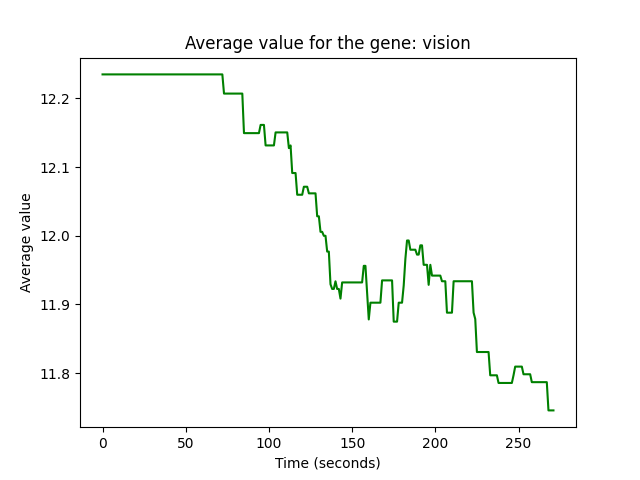 Average value for the gene: vision
Average value
12.2
12.1
12.0
11.9
11.8
0 50 100 150 200 250
Time (seconds)